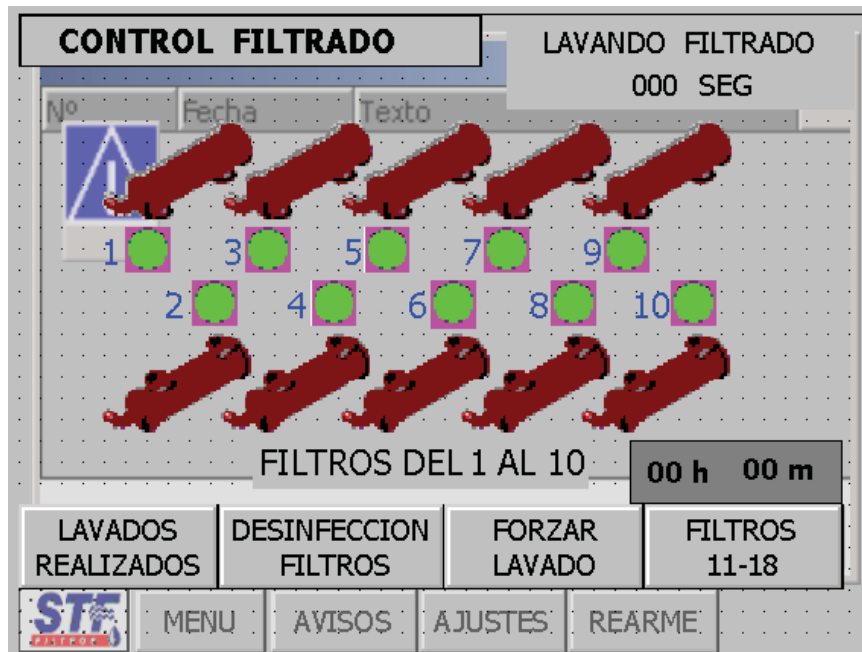 CONTROL FILTRADO
LAVANDO FILTRADO
000 SEG
Nº Fecha Texto
1 3 5 7 9
2 4 6 8 10
FILTROS DEL 1 AL 10
00 h 00 m
LAVADOS
REALIZADOS
DESINFECCION
FILTROS
FORZAR
LAVADO
FILTROS
11-18
STF
FILTROS
MENU
AVISOS
AJUSTES
REARME